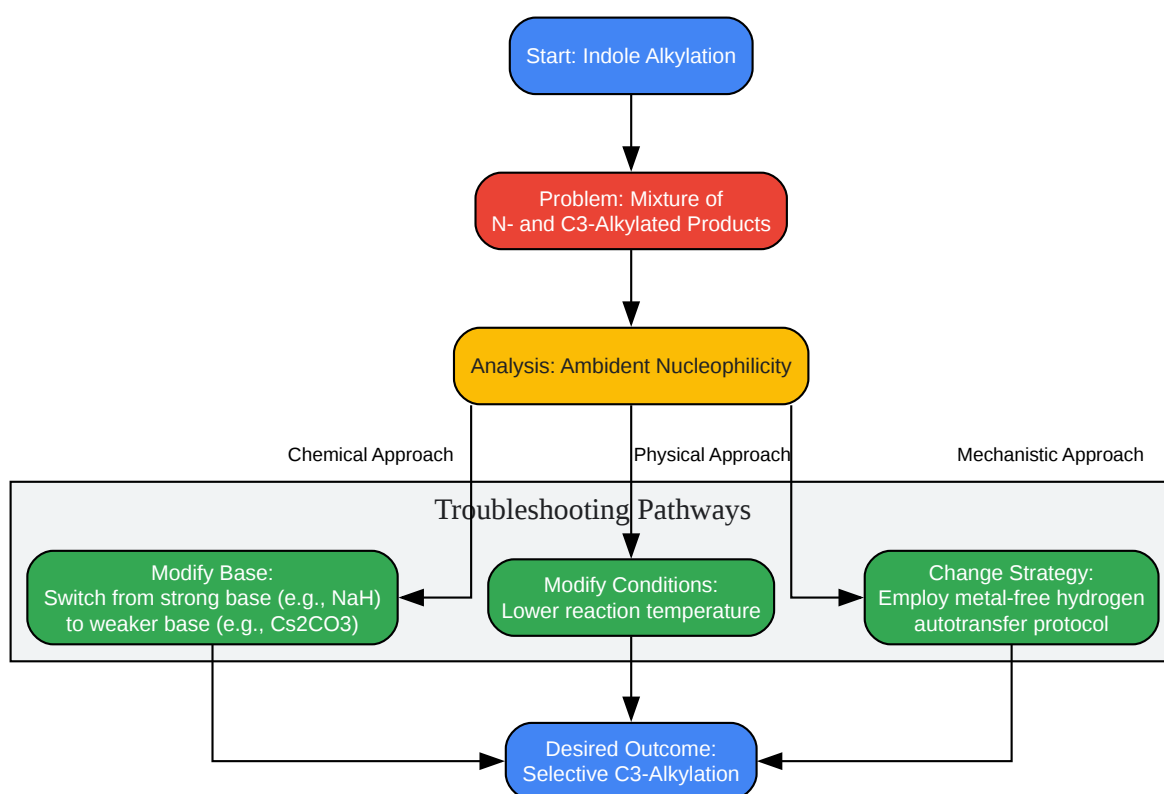 Start: Indole Alkylation
Problem: Mixture of
N- and C3-Alkylated Products
Analysis: Ambident Nucleophilicity
Chemical Approach
Physical Approach
Mechanistic Approach
Troubleshooting Pathways
Modify Base:
Switch from strong base (e.g., NaH)
to weaker base (e.g., Cs2CO3)
Modify Conditions:
Lower reaction temperature
Change Strategy:
Employ metal-free hydrogen
autotransfer protocol
Desired Outcome:
Selective C3-Alkylation